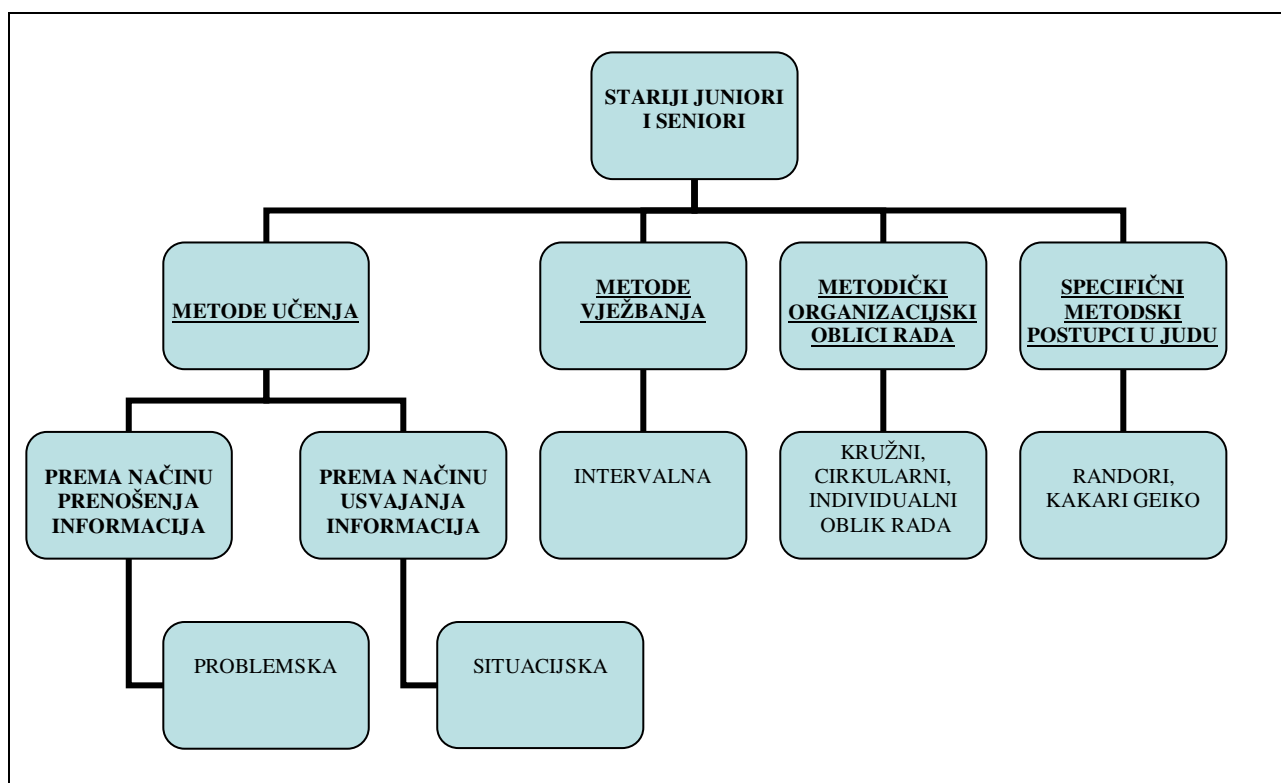 STARIJI JUNIORI
I SENIORI
METODE UČENJA
METODE
VJEŽBANJA
METODIČKI
ORGANIZACIJSKI
OBLICI RADA
SPECIFIČNI
METODSKI
POSTUPCI U JUDU
PREMA NAČINU
PRENOŠENJA
INFORMACIJA
PREMA NAČINU
USVAJANJA
INFORMACIJA
INTERVALNA
KRUŽNI,
CIRKULARNI,
INDIVIDUALNI
OBLIK RADA
RANDORI,
KAKARI GEIKO
PROBLEMSKA
SITUACIJSKA